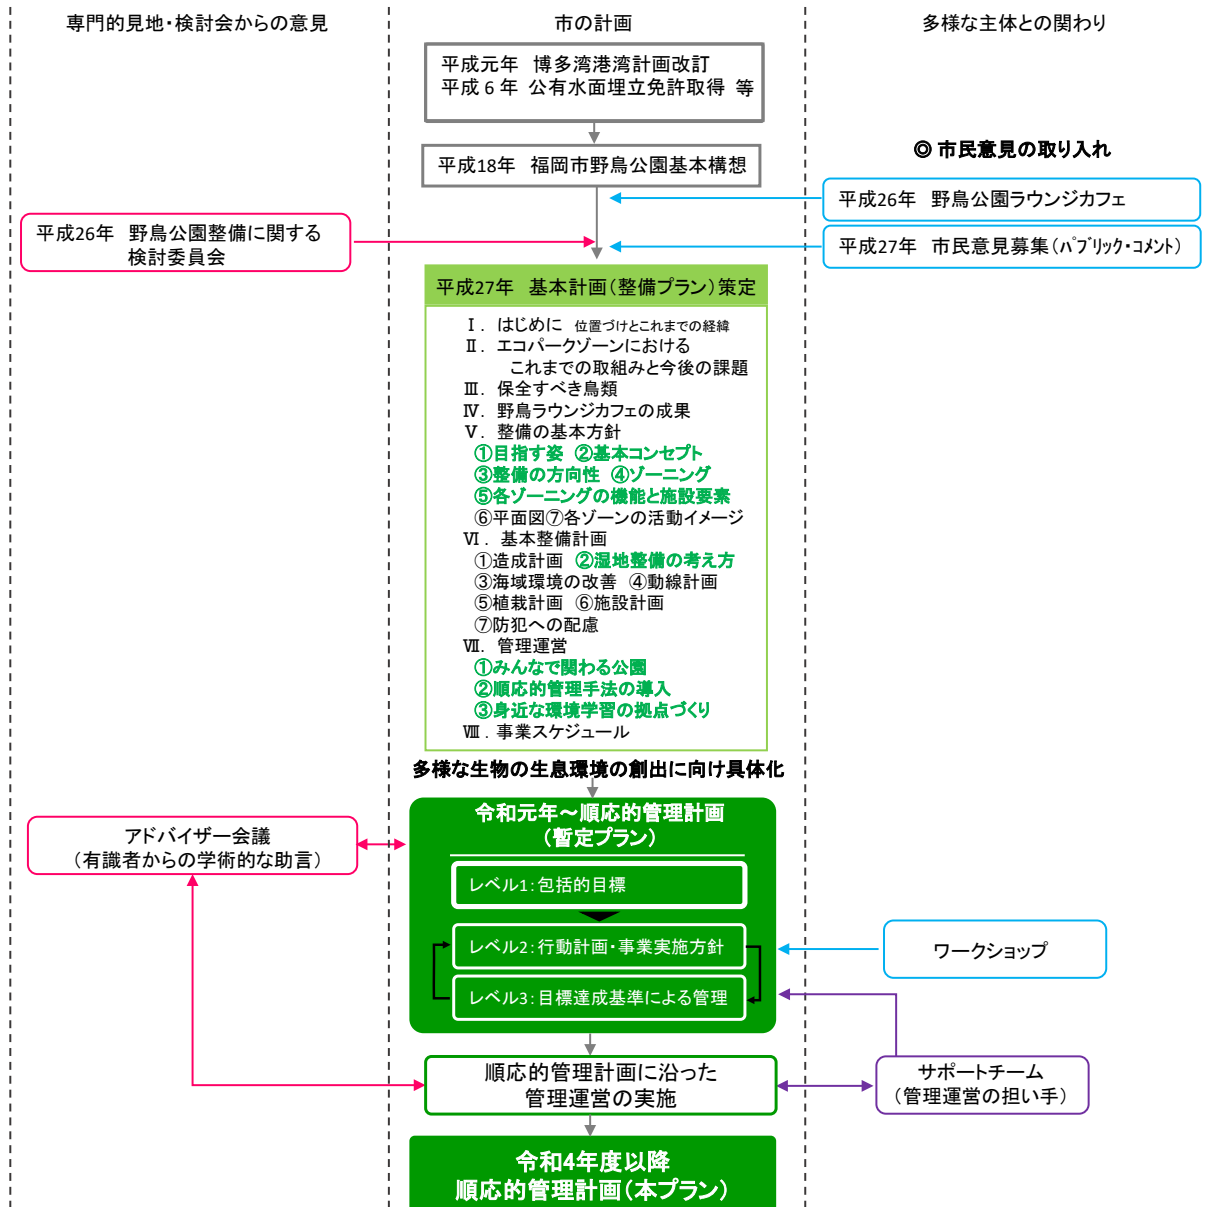 専門的見地・検討会からの意見
市の計画
多様な主体との関わり
平成元年 博多湾港湾計画改訂
平成６年 公有水面埋立免許取得 等
平成18年 福岡市野鳥公園基本構想
◎ 市民意見の取り入れ
平成26年 野鳥公園ラウンジカフェ
平成27年 市民意見募集（ﾊﾟﾌﾞﾘｯｸ・ｺﾒﾝﾄ）
平成26年 野鳥公園整備に関する
検討委員会
平成27年 基本計画（整備プラン）策定
Ⅰ．はじめに 位置づけとこれまでの経緯
Ⅱ．エコパークゾーンにおける
これまでの取組みと今後の課題
Ⅲ．保全すべき鳥類
Ⅳ．野鳥ラウンジカフェの成果
Ⅴ．整備の基本方針
①目指す姿 ②基本コンセプト
③整備の方向性 ④ゾーニング
⑤各ゾーニングの機能と施設要素
⑥平面図⑦各ゾーンの活動イメージ
Ⅵ．基本整備計画
①造成計画 ②湿地整備の考え方
③海域環境の改善 ④動線計画
⑤植栽計画 ⑥施設計画
⑦防犯への配慮
Ⅶ．管理運営
①みんなで関わる公園
②順応的管理手法の導入
③身近な環境学習の拠点づくり
Ⅷ．事業スケジュール
多様な生物の生息環境の創出に向け具体化
令和元年～順応的管理計画
（暫定プラン）
レベル1：包括的目標
レベル2：行動計画・事業実施方針
レベル3：目標達成基準による管理
アドバイザー会議
（有識者からの学術的な助言）
ワークショップ
順応的管理計画に沿った
管理運営の実施
サポートチーム
（管理運営の担い手）
令和4年度以降
順応的管理計画（本プラン）